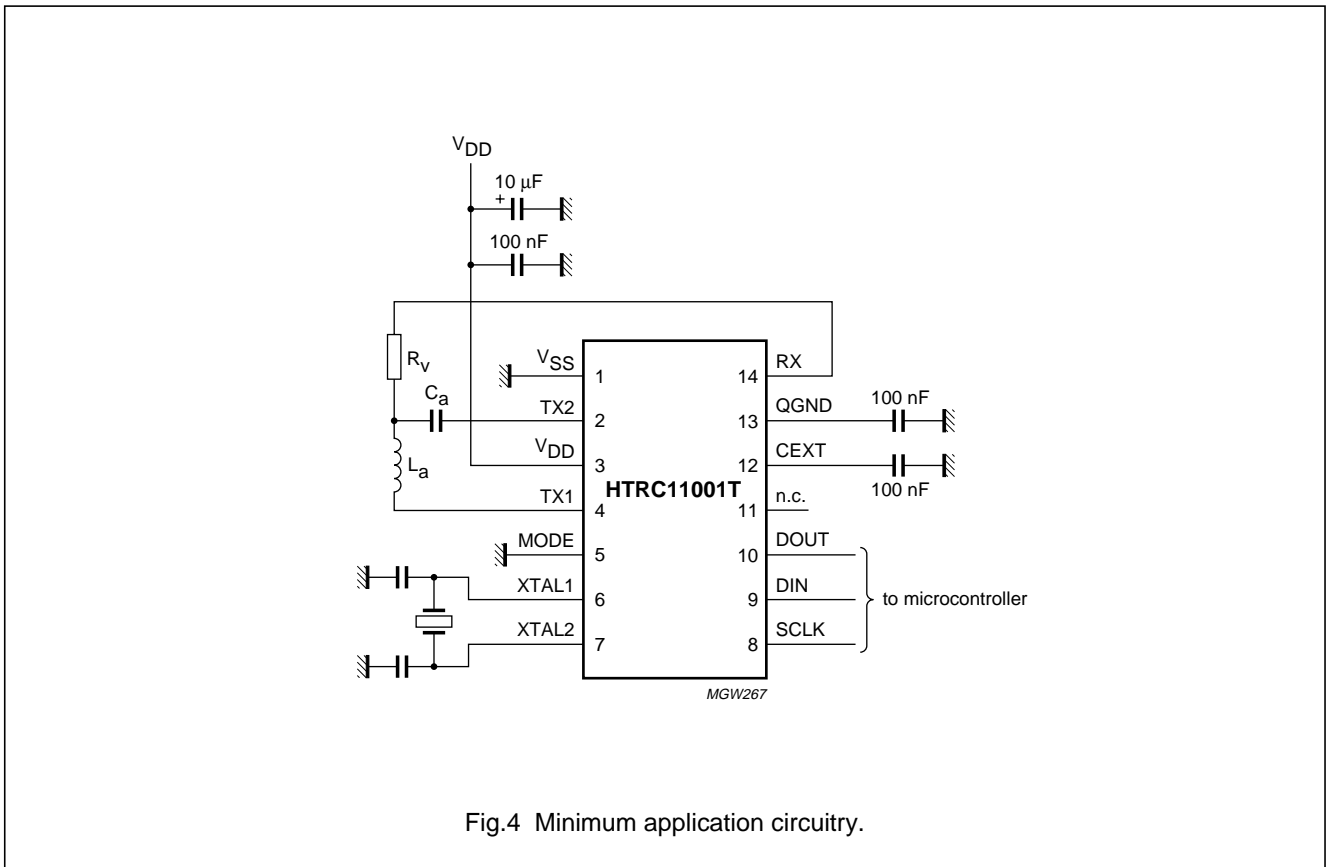 VDD
10 µF
+
100 nF
Rv
Ca
La
VSS
TX2
VDD
TX1
MODE
XTAL1
XTAL2
1
2
3
4
5
6
7
HTRC11001T
14
13
12
11
10
9
8
RX
QGND
CEXT
n.c.
DOUT
DIN
SCLK
100 nF
100 nF
to microcontroller
MGW267
Fig.4 Minimum application circuitry.